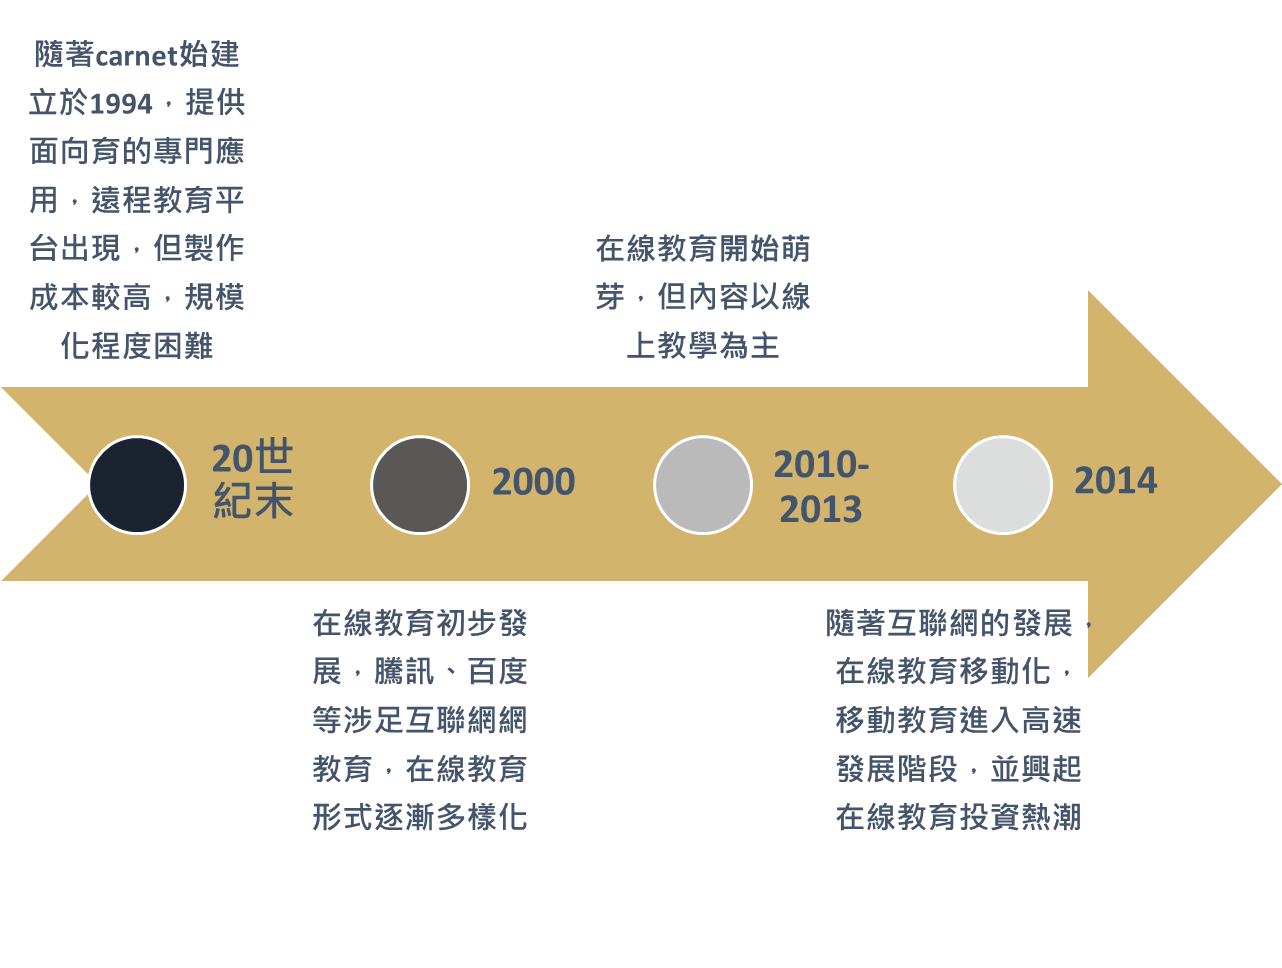 隨著carnet始建
立於1994，提供
面向育的專門應
用，遠程教育平
台出現，但製作
成本較高，規模
化程度困難
在線教育開始萌
芽，但內容以線
上教學為主
20世
紀末
2000
2010-
2013
2014
在線教育初步發
展，騰訊、百度
等涉足互聯網網
教育，在線教育
形式逐漸多樣化
隨著互聯網的發展，
在線教育移動化，
移動教育進入高速
發展階段，並興起
在線教育投資熱潮